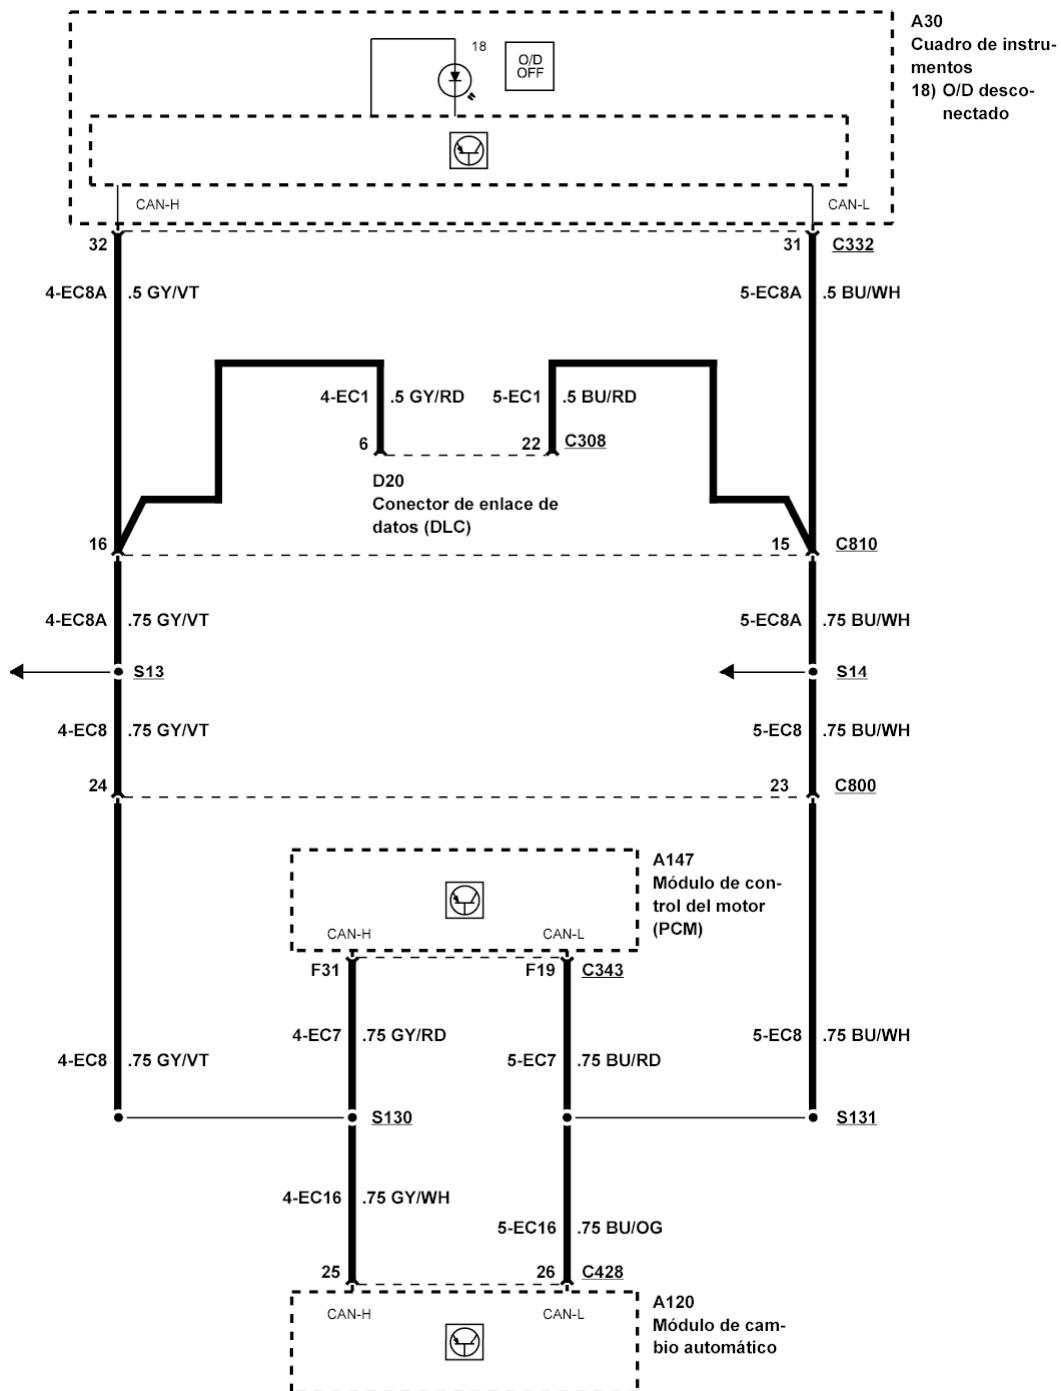 A30
Cuadro de instru-
mentos
18) O/D desco-
nectado
18
O/D
OFF
CAN-H
CAN-L
32
31
C332
4-EC8A
.5 GY/VT
5-EC8A
.5 BU/WH
4-EC1
.5 GY/RD
5-EC1
.5 BU/RD
6
22
C308
D20
Conector de enlace de
datos (DLC)
16
15
C810
4-EC8A
.75 GY/VT
5-EC8A
.75 BU/WH
S13
S14
4-EC8
.75 GY/VT
5-EC8
.75 BU/WH
24
23
C800
A147
Módulo de con-
trol del motor
(PCM)
CAN-H
CAN-L
F31
F19
C343
4-EC7
.75 GY/RD
5-EC8
.75 BU/WH
4-EC8
.75 GY/VT
5-EC7
.75 BU/RD
S130
S131
4-EC16
.75 GY/WH
5-EC16
.75 BU/OG
25
26
C428
CAN-H
CAN-L
A120
Módulo de cam-
bio automático